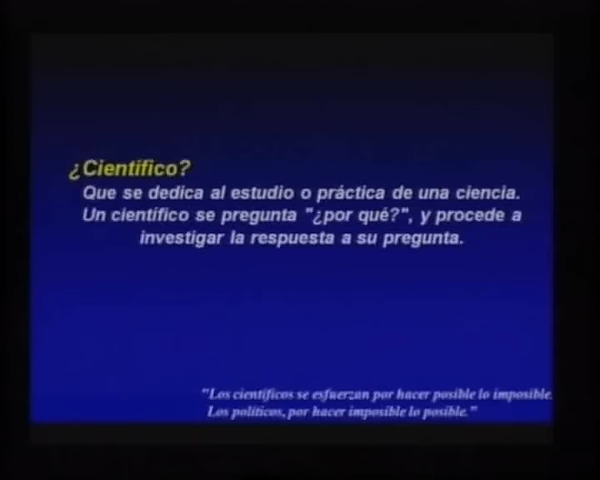 ¿Científico?
Que se dedica al estudio o práctica de una ciencia.
Un científico se pregunta "¿por qué?", y procede a
investigar la respuesta a su pregunta.
"Los científicos se esfuerzan por hacer posible lo imposible.
Los políticos, por hacer imposible lo posible."